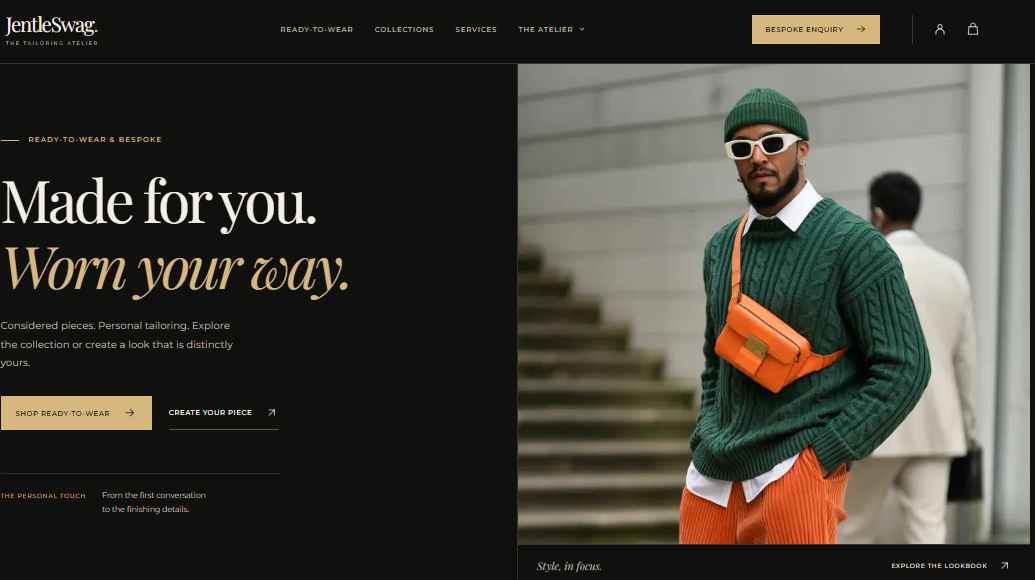 JentleSwag.
THE TAILORING ATELIER
READY-TO-WEAR
COLLECTIONS
SERVICES
THE ATELIER
BESPOKE ENQUIRY
READY-TO-WEAR & BESPOKE
Made for you.
Worn your way.
Considered pieces. Personal tailoring. Explore
the collection or create a look that is distinctly
yours.
SHOP READY-TO-WEAR
CREATE YOUR PIECE
THE PERSONAL TOUCH
From the first conversation
to the finishing details.
Style, in focus.
EXPLORE THE LOOKBOOK